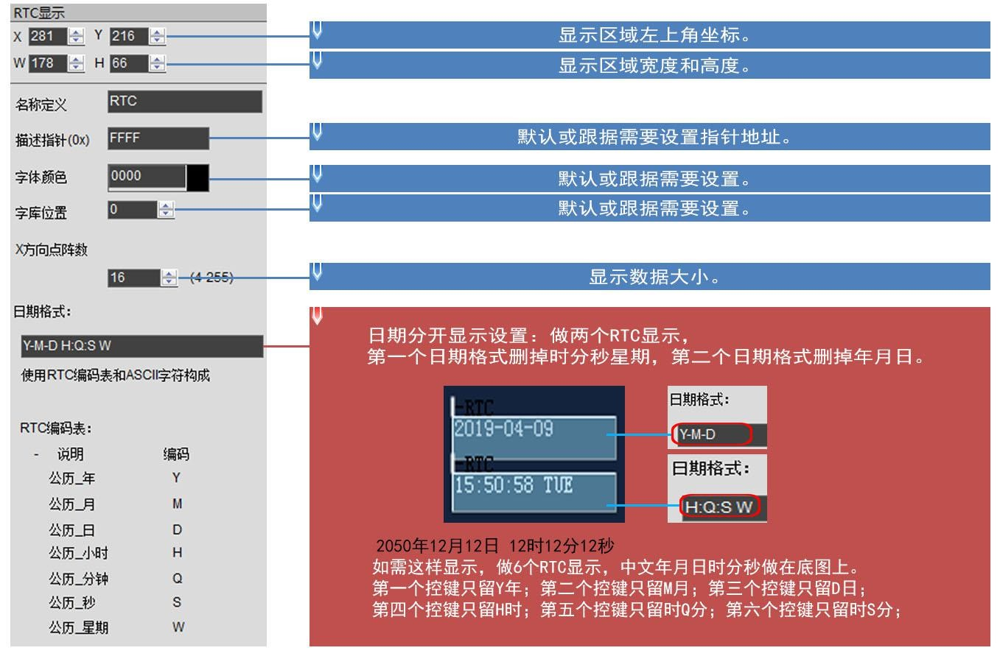 RTC显示
X 281 Y 216
显示区域左上角坐标。
W 178 H 66
显示区域宽度和高度。
名称定义 RTC
描述指针(0x) FFFF
默认或跟据需要设置指针地址。
字体颜色 0000
默认或跟据需要设置。
字库位置 0
默认或跟据需要设置。
X方向点阵数
16 (4-255)
显示数据大小。
日期格式：
Y-M-D H:Q:S W
使用RTC编码表和ASCII字符构成
RTC编码表：
- 说明 编码
公历_年 Y
公历_月 M
公历_日 D
公历_小时 H
公历_分钟 Q
公历_秒 S
公历_星期 W
日期分开显示设置：做两个RTC显示，
第一个日期格式删掉时分秒星期，第二个日期格式删掉年月日。
-RTC
2019-04-09
-RTC
15:50:58 TUE
日期格式：
Y-M-D
日期格式：
H:Q:S W
2050年12月12日 12时12分12秒
如需这样显示，做6个RTC显示，中文年月日时分秒做在底图上。
第一个控键只留Y年；第二个控键只留M月；第三个控键只留D日；
第四个控键只留H时；第五个控键只留时Q分；第六个控键只留时S分；